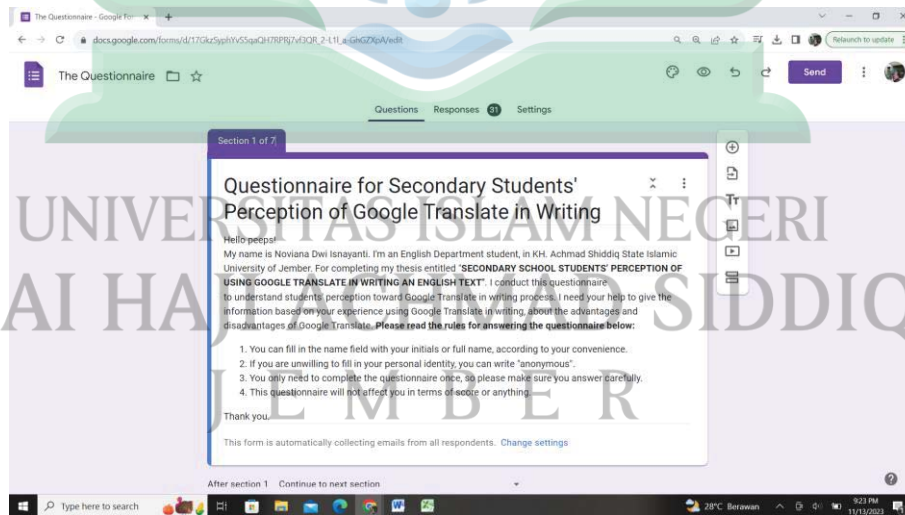 The Questionnaire - Google For
docs.google.com/forms/d/17GkzSyphYvS5qaQH7RPRj7vf3QR_2-L1l_a-GhGZXpA/edit
Relaunch to update
The Questionnaire
Send
Questions Responses 31 Settings
Section 1 of 7
Questionnaire for Secondary Students'
Perception of Google Translate in Writing
Hello peeps!
My name is Noviana Dwi Isnayanti. I'm an English Department student, in KH. Achmad Shiddiq State Islamic
University of Jember. For completing my thesis entitled "SECONDARY SCHOOL STUDENTS' PERCEPTION OF
USING GOOGLE TRANSLATE IN WRITING AN ENGLISH TEXT". I conduct this questionnaire
to understand students' perception toward Google Translate in writing process. I need your help to give the
information based on your experience using Google Translate in writing, about the advantages and
disadvantages of Google Translate. Please read the rules for answering the questionnaire below:
1. You can fill in the name field with your initials or full name, according to your convenience.
2. If you are unwilling to fill in your personal identity, you can write "anonymous".
3. You only need to complete the questionnaire once, so please make sure you answer carefully.
4. This questionnaire will not affect you in terms of score or anything.
Thank you.
This form is automatically collecting emails from all respondents. Change settings
After section 1 Continue to next section
UNIVERSITAS ISLAM NEGERI
AI HAJI ACHMAD SIDDIQ
JEMBER
Type here to search
28°C Berawan
9:23 PM
11/13/2023